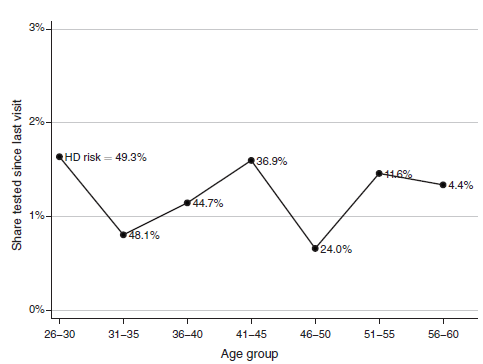 3%
2%
1%
0%
Share tested since last visit
HD risk = 49.3%
48.1%
44.7%
36.9%
24.0%
11.6%
4.4%
26–30 31–35 36–40 41–45 46–50 51–55 56–60
Age group